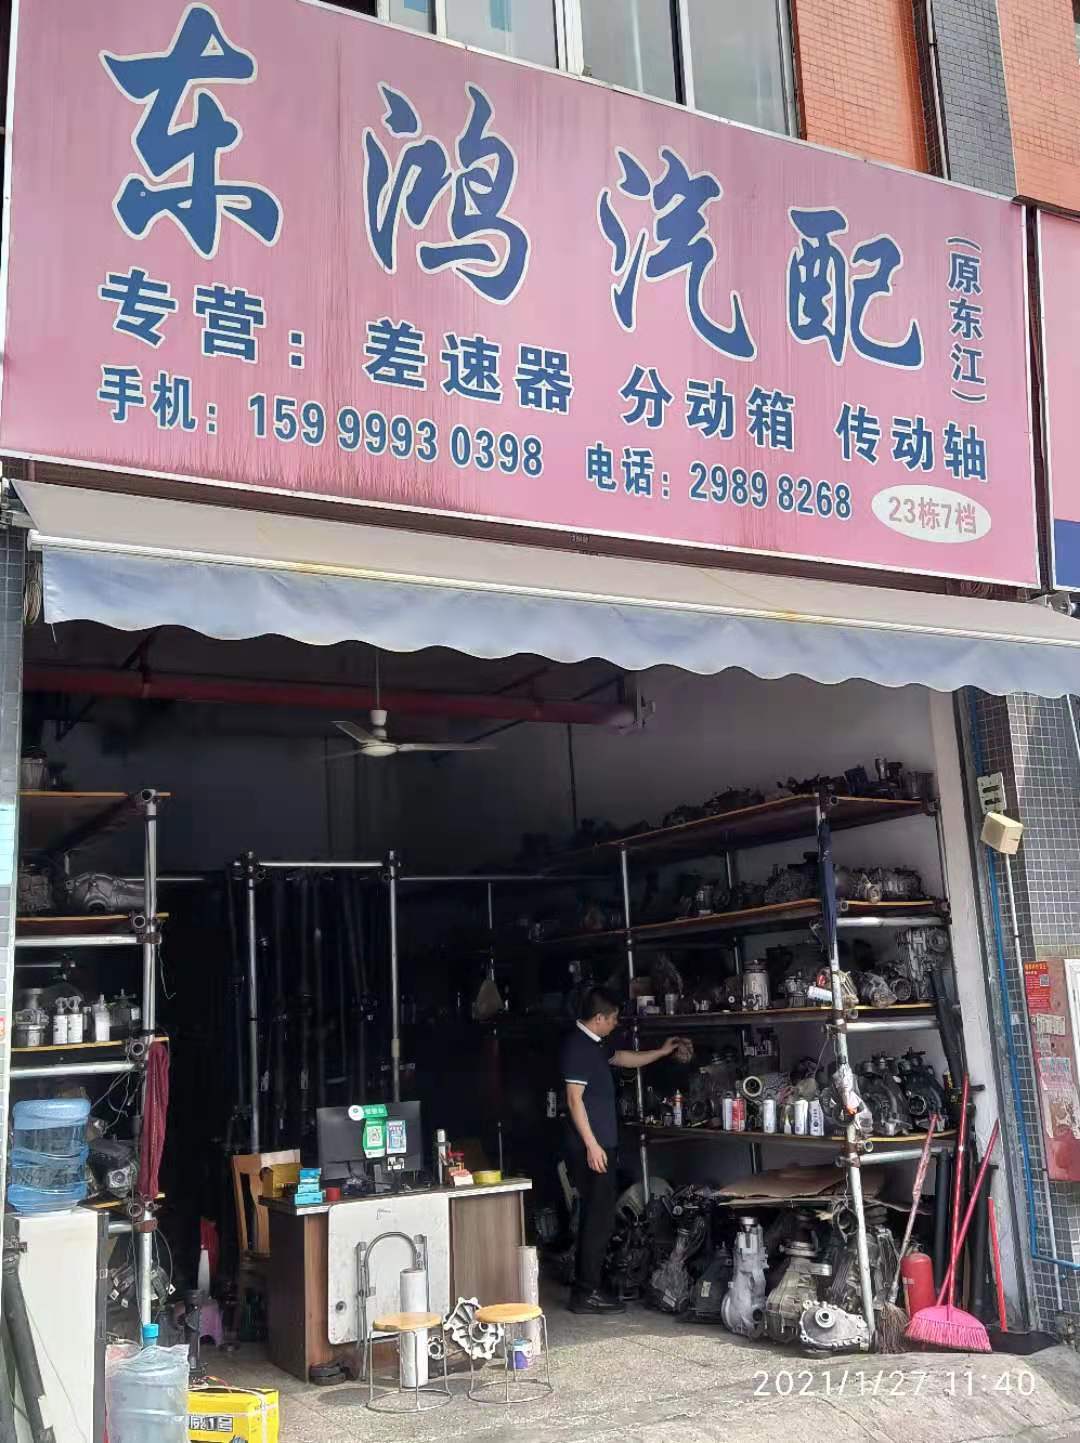 东鸿汽配
（原东江）
专营：差速器 分动箱 传动轴
手机：159 9993 0398 电话：2989 8268
23栋7档
2021/1/27 11:40